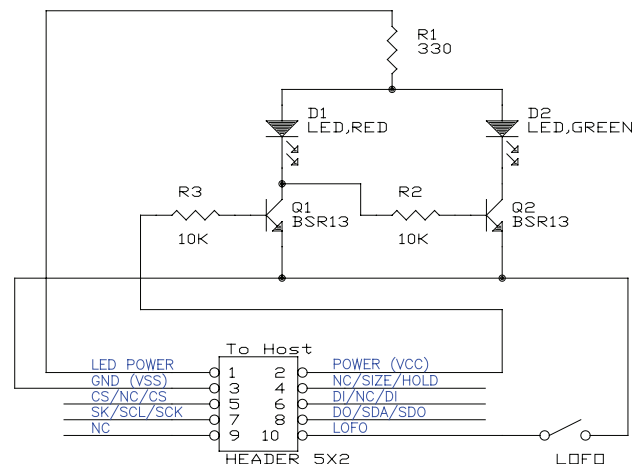 R1
330
D1
LED,RED
D2
LED,GREEN
R3
10K
Q1
BSR13
R2
10K
Q2
BSR13
To Host
LED POWER 1 2 POWER (VCC)
GND (VSS) 3 4 NC/SIZE/HOLD
CS/NC/CS 5 6 DI/NC/DI
SK/SCL/SCK 7 8 DO/SDA/SDO
NC 9 10 LOFO
HEADER 5X2
LOFO